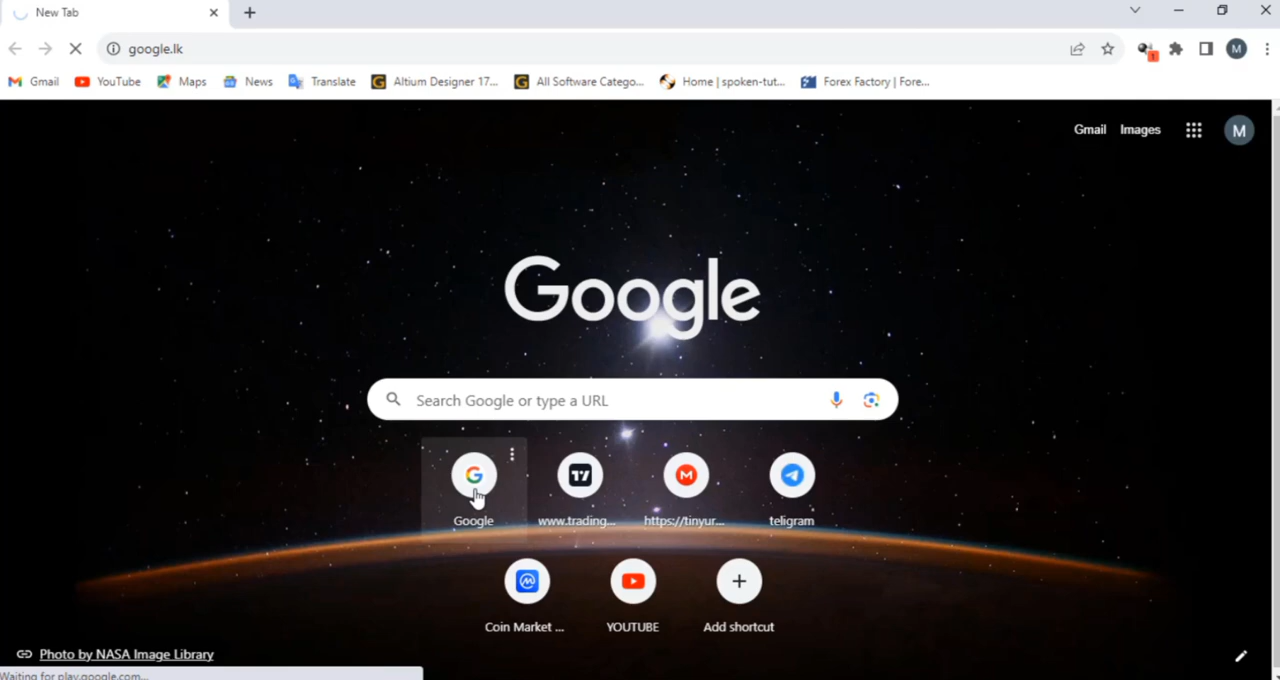 New Tab
google.lk
1
M
Gmail
YouTube
Maps
News
Translate
Altium Designer 17...
All Software Catego...
Home | spoken-tut...
Forex Factory | Fore...
Gmail
Images
M
Google
Search Google or type a URL
Google
www.trading...
https://tinyur...
teligram
Coin Market ...
YOUTUBE
Add shortcut
Photo by NASA Image Library
Waiting for play.google.com...